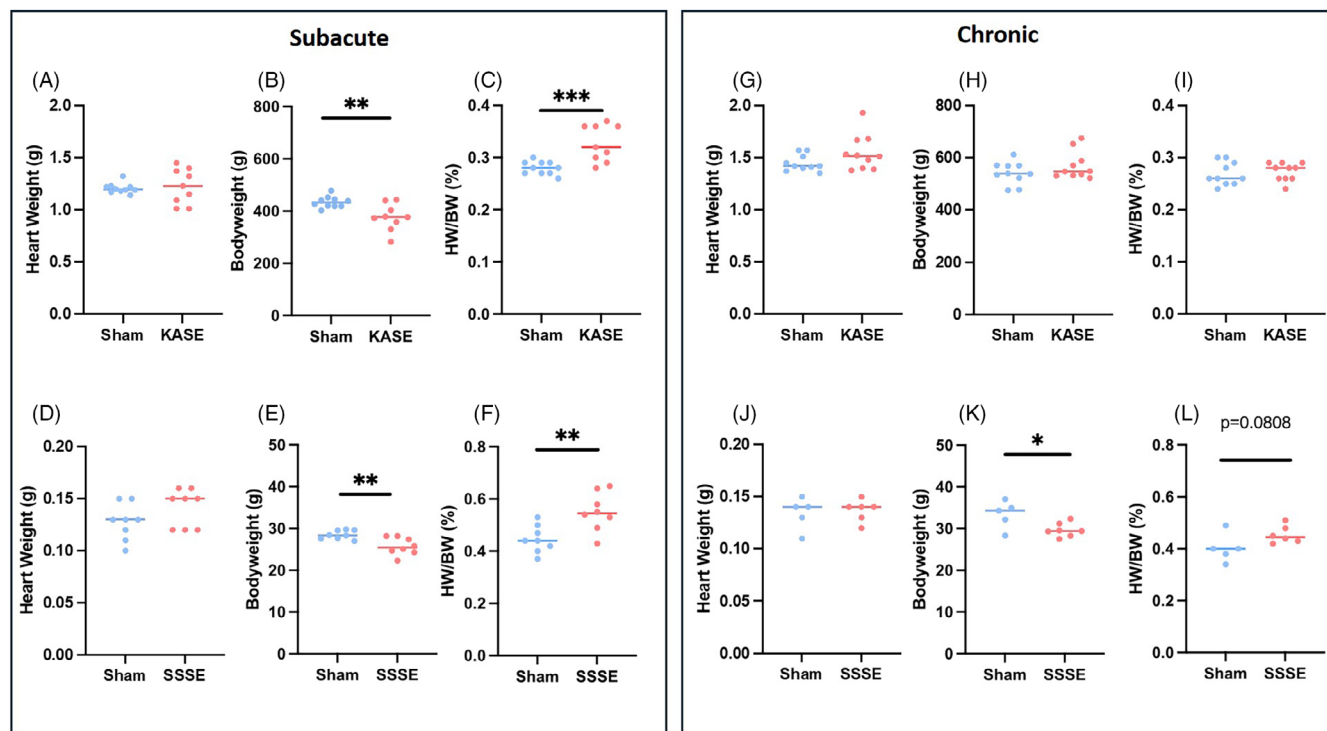 Subacute
(A)
Heart Weight (g)
2.0
1.5
1.0
0.5
0.0
Sham KASE
(B)
Bodyweight (g)
**
800
600
400
200
0
Sham KASE
(C)
HW/BW (%)
***
0.4
0.3
0.2
0.1
0.0
Sham KASE
(D)
Heart Weight (g)
0.20
0.15
0.10
0.05
0.00
Sham SSSE
(E)
Bodyweight (g)
**
50
40
30
20
10
0
Sham SSSE
(F)
HW/BW (%)
**
0.8
0.6
0.4
0.2
0.0
Sham SSSE
Chronic
(G)
Heart Weight (g)
2.0
1.5
1.0
0.5
0.0
Sham KASE
(H)
Bodyweight (g)
800
600
400
200
0
Sham KASE
(I)
HW/BW (%)
0.4
0.3
0.2
0.1
0.0
Sham KASE
(J)
Heart Weight (g)
0.20
0.15
0.10
0.05
0.00
Sham SSSE
(K)
Bodyweight (g)
*
50
40
30
20
10
0
Sham SSSE
(L)
HW/BW (%)
p=0.0808
0.8
0.6
0.4
0.2
0.0
Sham SSSE